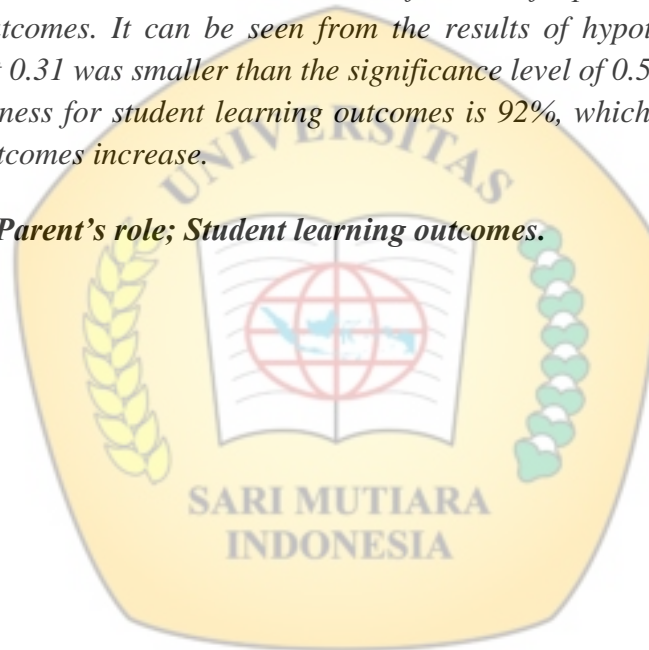 utcomes. It can be seen from the results of hypot
t 0.31 was smaller than the significance level of 0.5
ness for student learning outcomes is 92%, which
tcomes increase.
Parent’s role; Student learning outcomes.
UNIVERSITAS
SARI MUTIARA
INDONESIA